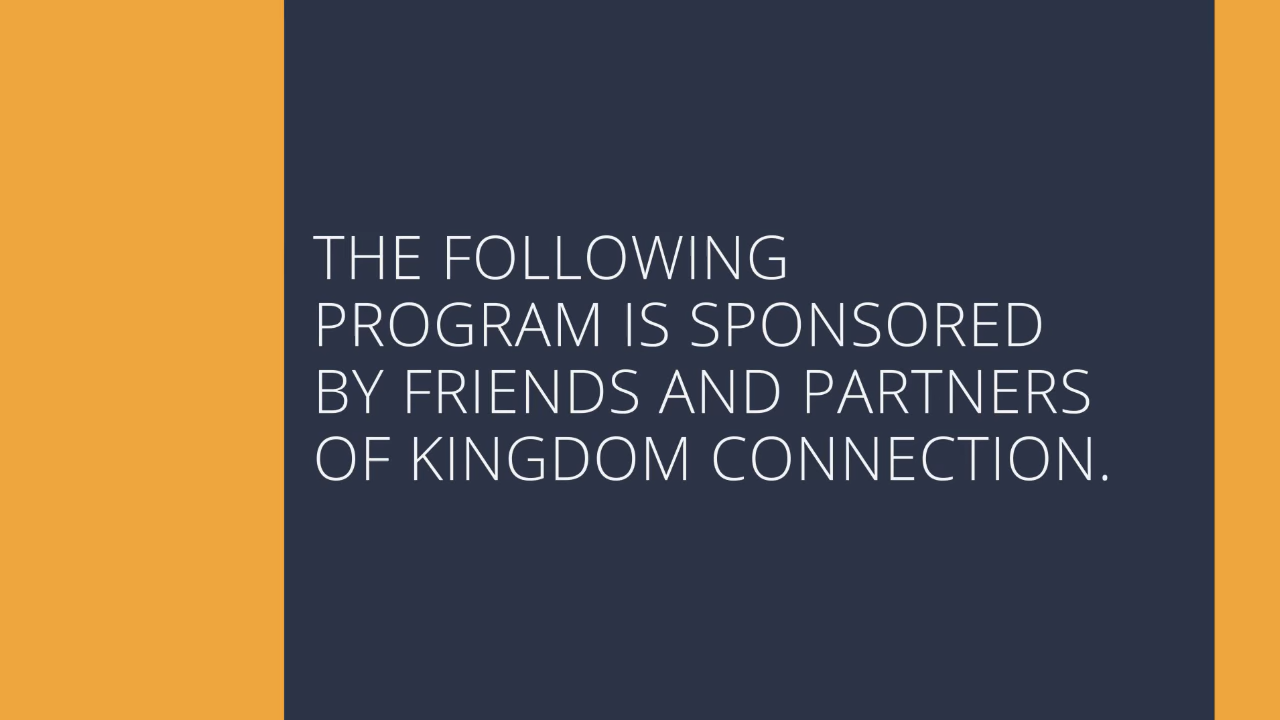 THE FOLLOWING
PROGRAM IS SPONSORED
BY FRIENDS AND PARTNERS
OF KINGDOM CONNECTION.